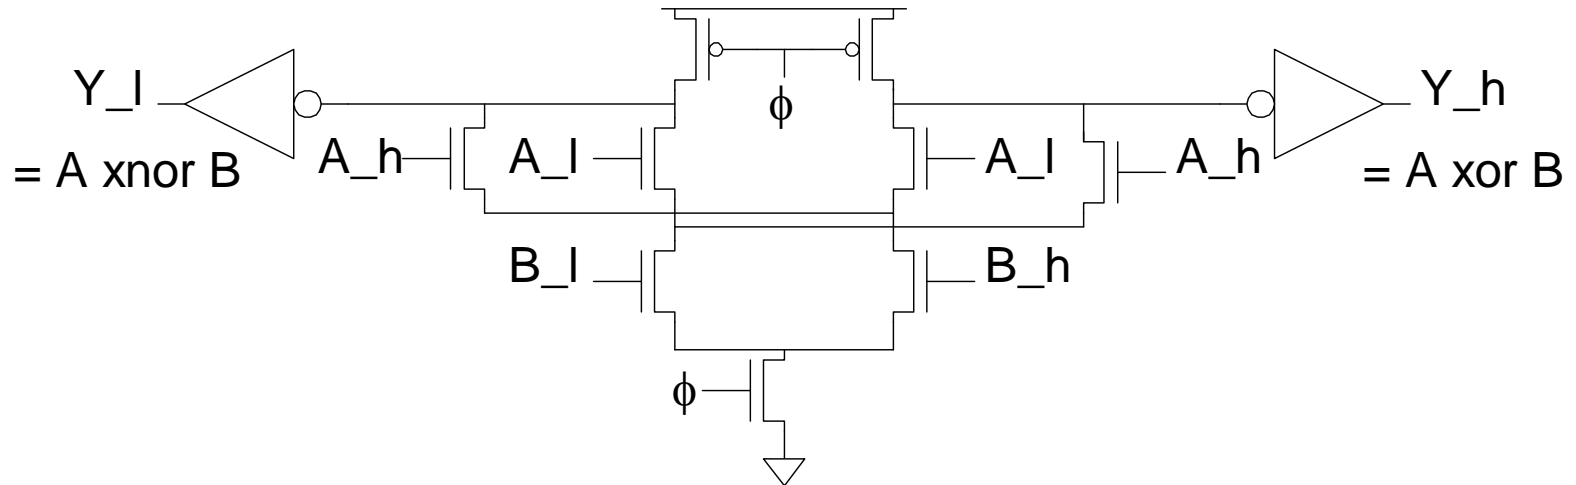 Y_l
ϕ
Y_h
= A xnor B
A_h
A_l
A_l
A_h
= A xor B
B_l
B_h
ϕ